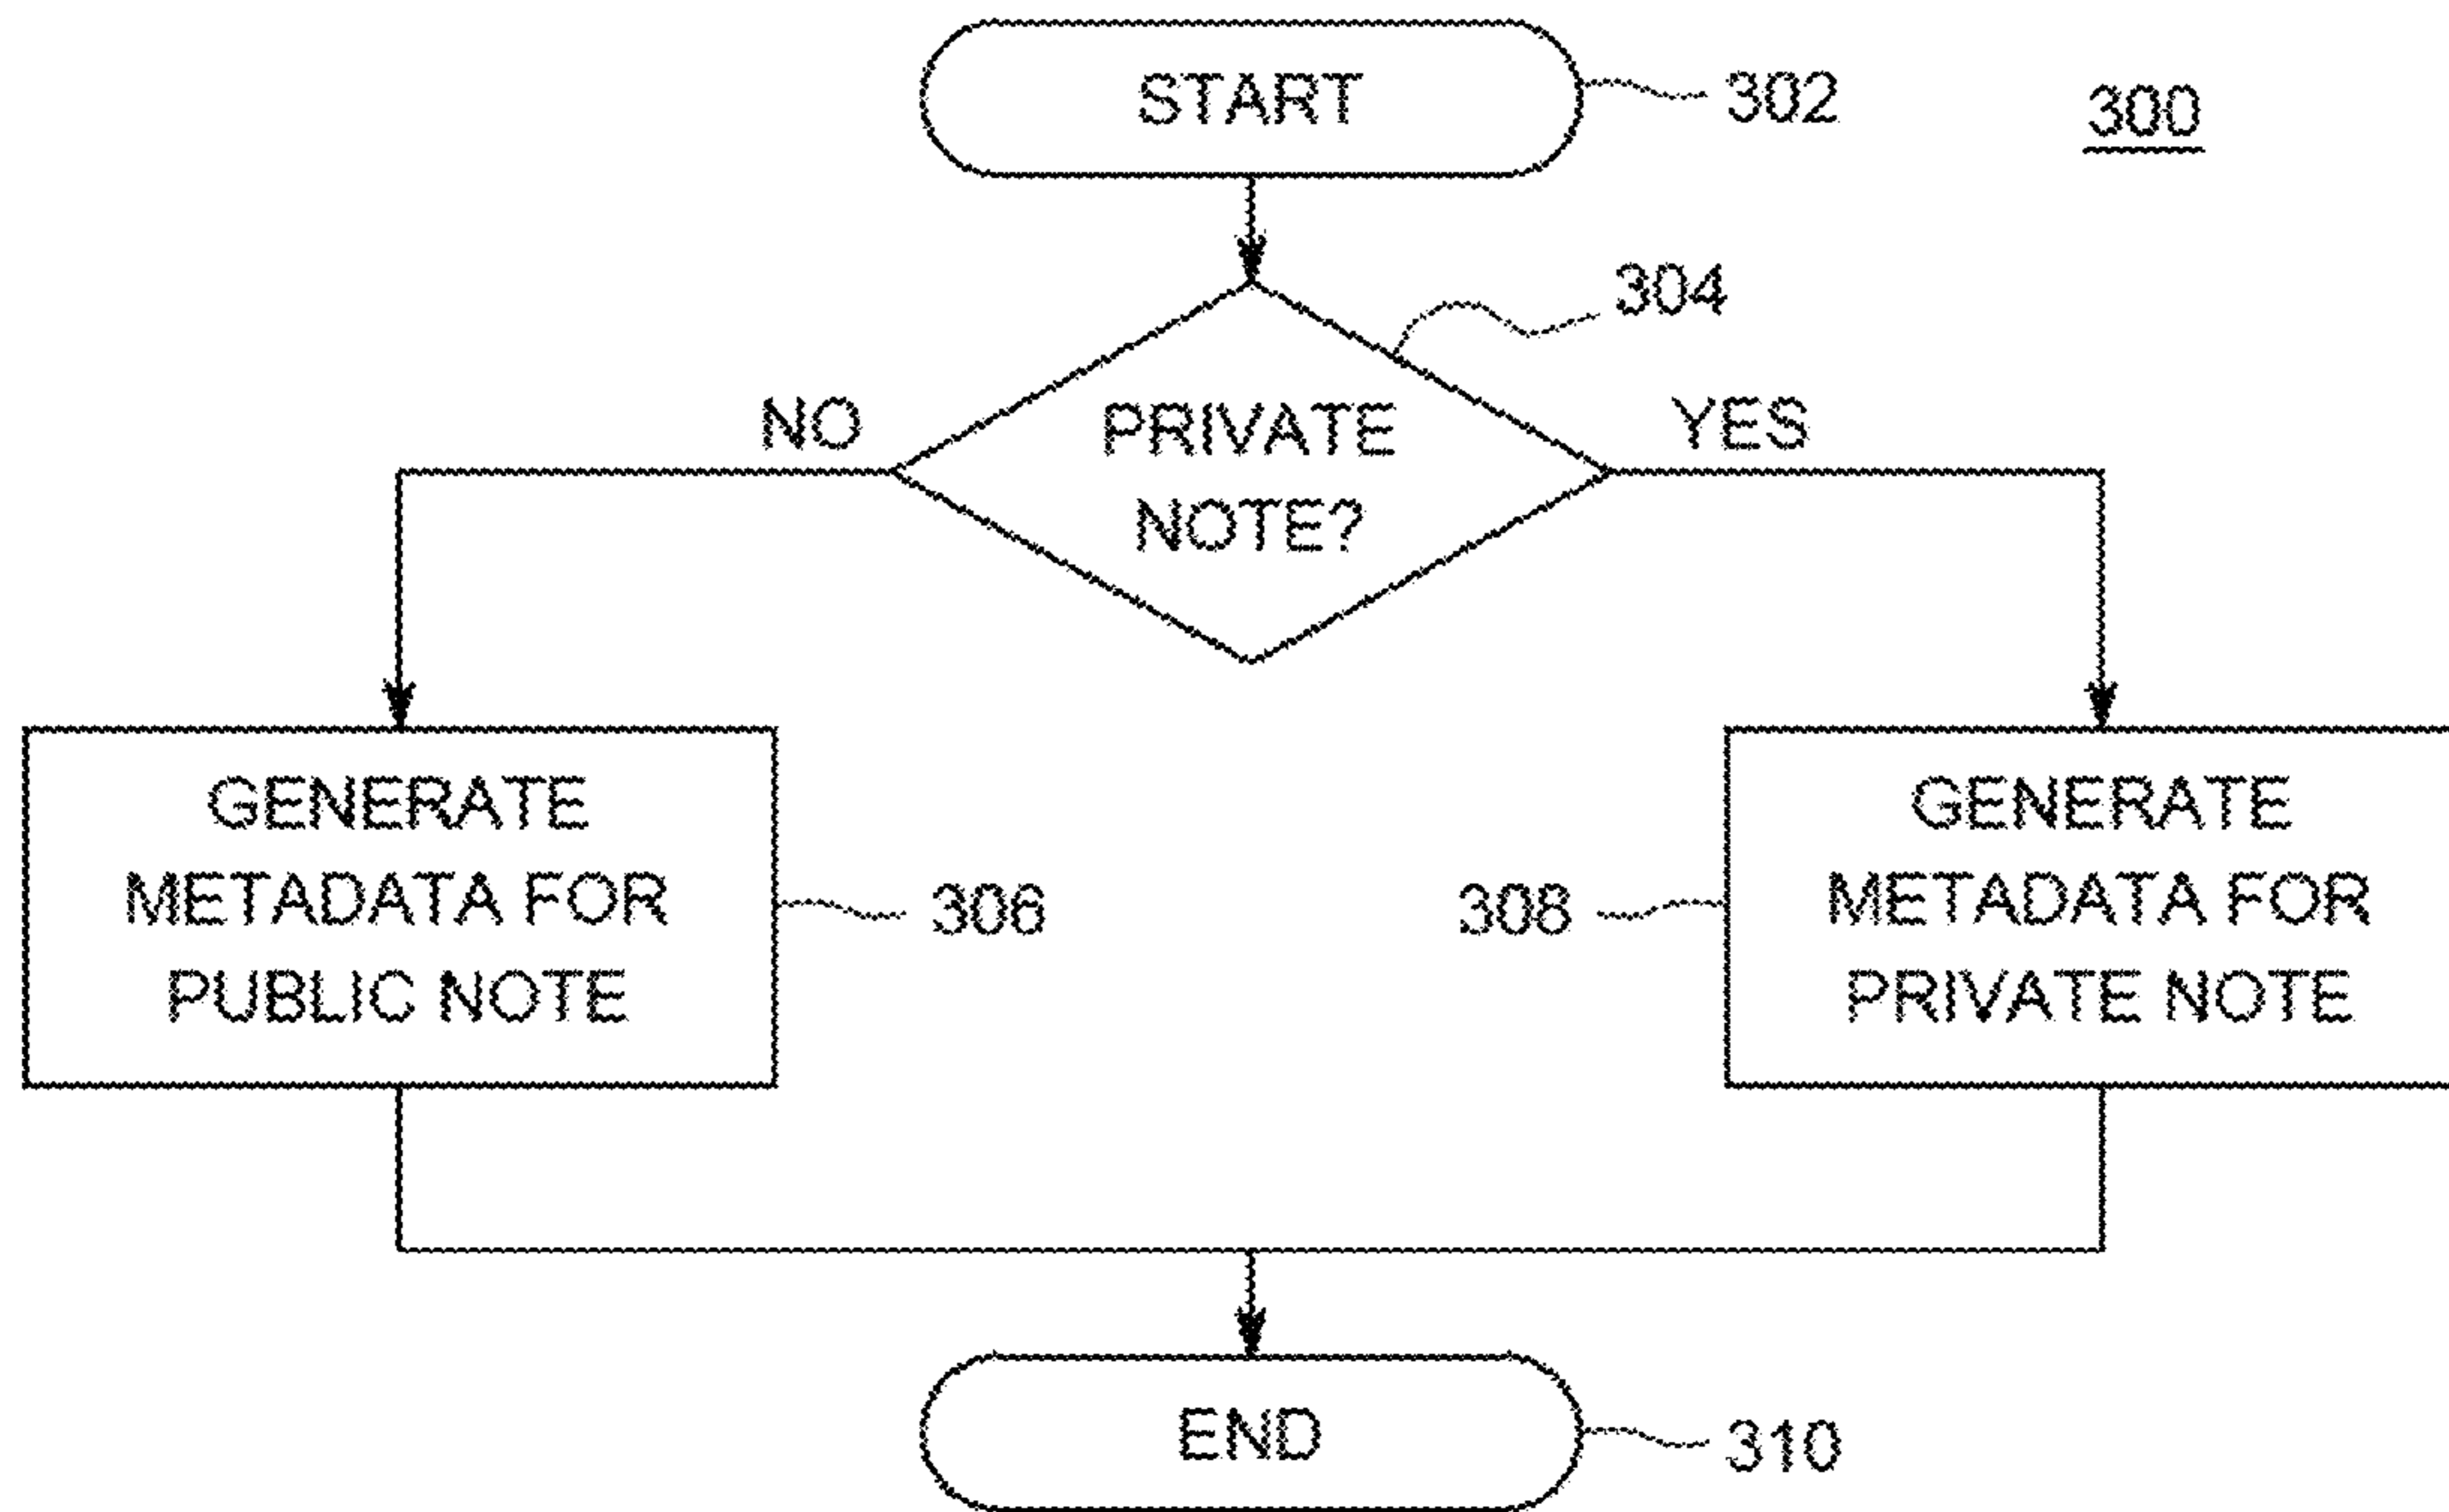 START
302
300
304
NO
PRIVATE
NOTE?
YES
GENERATE
METADATA FOR
PUBLIC NOTE
306
308
GENERATE
METADATA FOR
PRIVATE NOTE
END
310